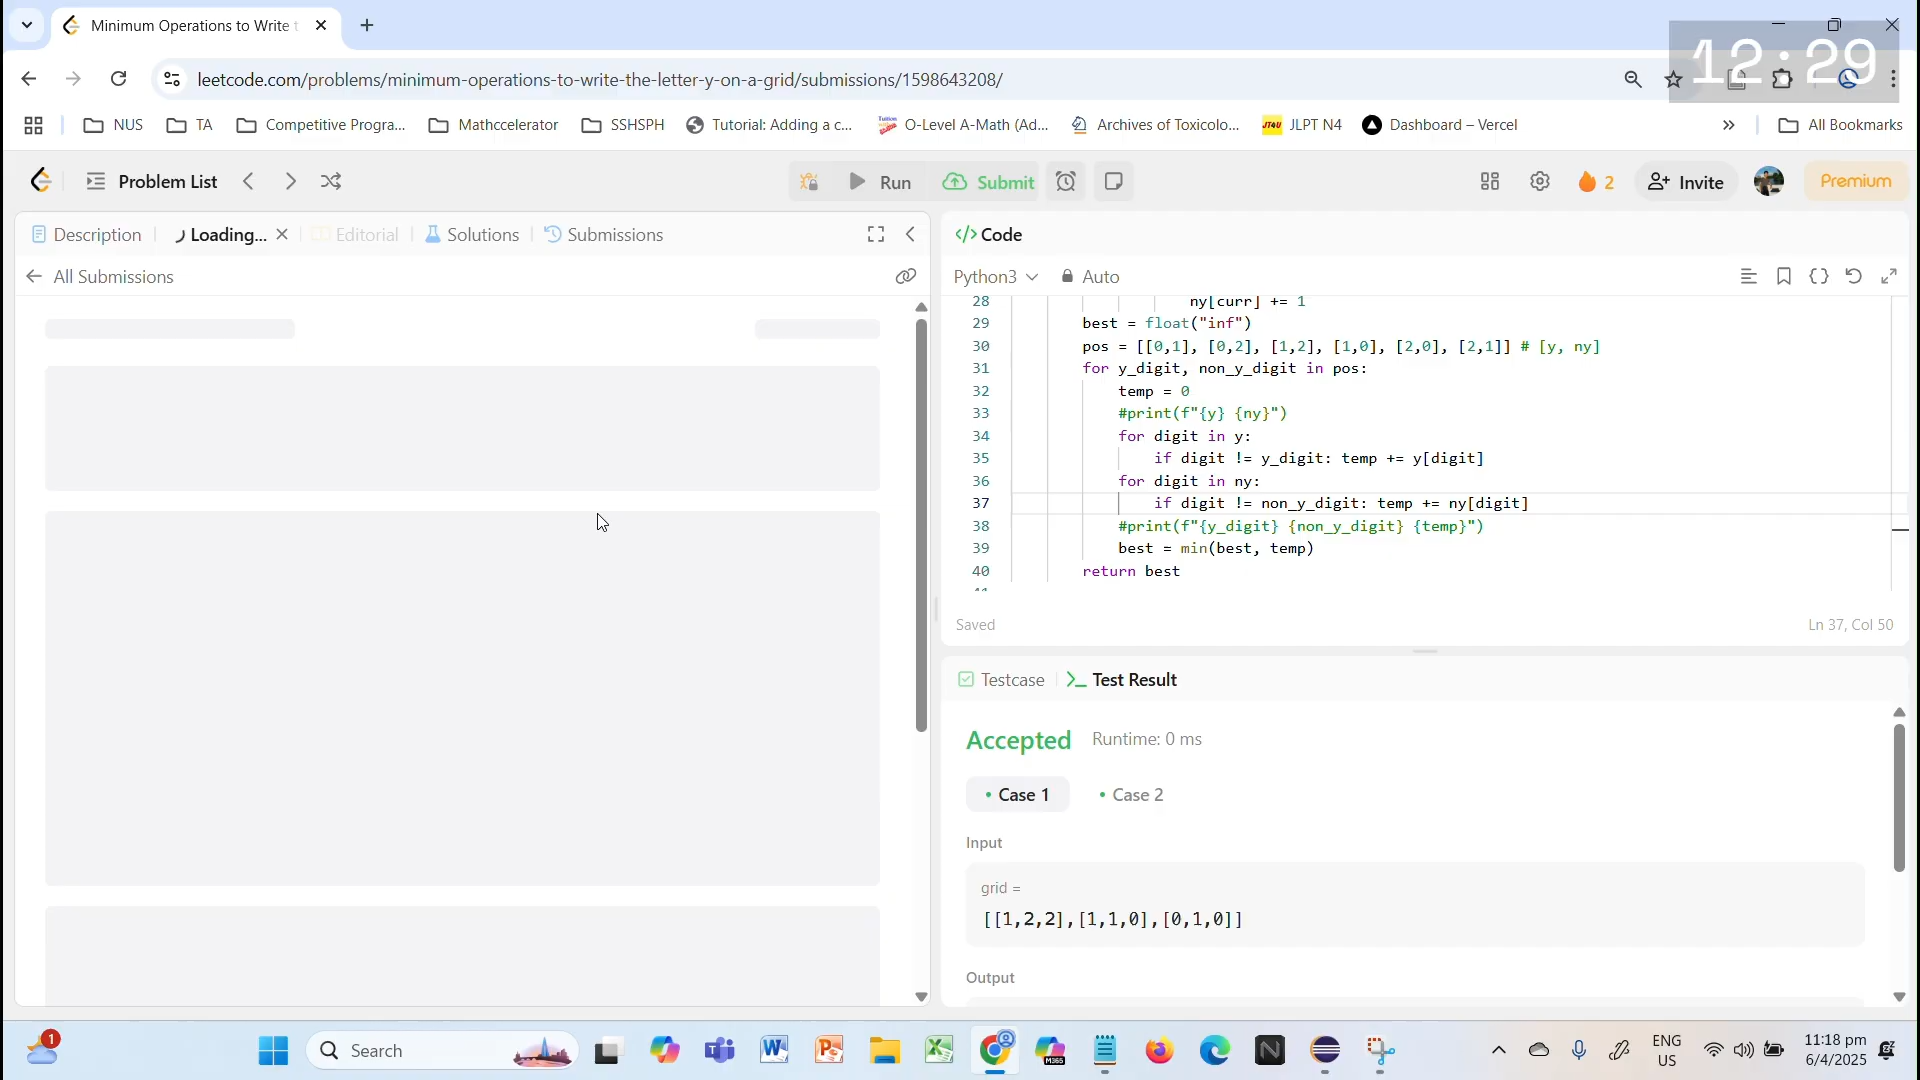 Minimum Operations to Write t
12:29
leetcode.com/problems/minimum-operations-to-write-the-letter-y-on-a-grid/submissions/1598643208/
NUS
TA
Competitive Progra...
Mathccelerator
SSHSPH
Tutorial: Adding a c...
O-Level A-Math (Ad...
Archives of Toxicolo...
JLPT N4
Dashboard – Vercel
»
All Bookmarks
Problem List
Run
Submit
2
Invite
Premium
Description
Loading...
Editorial
Solutions
Submissions
All Submissions
</> Code
Python3
Auto
28 ny[curr] += 1
29 best = float("inf")
30 pos = [[0,1], [0,2], [1,2], [1,0], [2,0], [2,1]] # [y, ny]
31 for y_digit, non_y_digit in pos:
32 temp = 0
33 #print(f"{y} {ny}")
34 for digit in y:
35 if digit != y_digit: temp += y[digit]
36 for digit in ny:
37 if digit != non_y_digit: temp += ny[digit]
38 #print(f"{y_digit} {non_y_digit} {temp}")
39 best = min(best, temp)
40 return best
Saved
Ln 37, Col 50
Testcase
Test Result
Accepted
Runtime: 0 ms
• Case 1
• Case 2
Input
grid =
[[1,2,2],[1,1,0],[0,1,0]]
Output
1
Search
M365
ENG
US
11:18 pm
6/4/2025